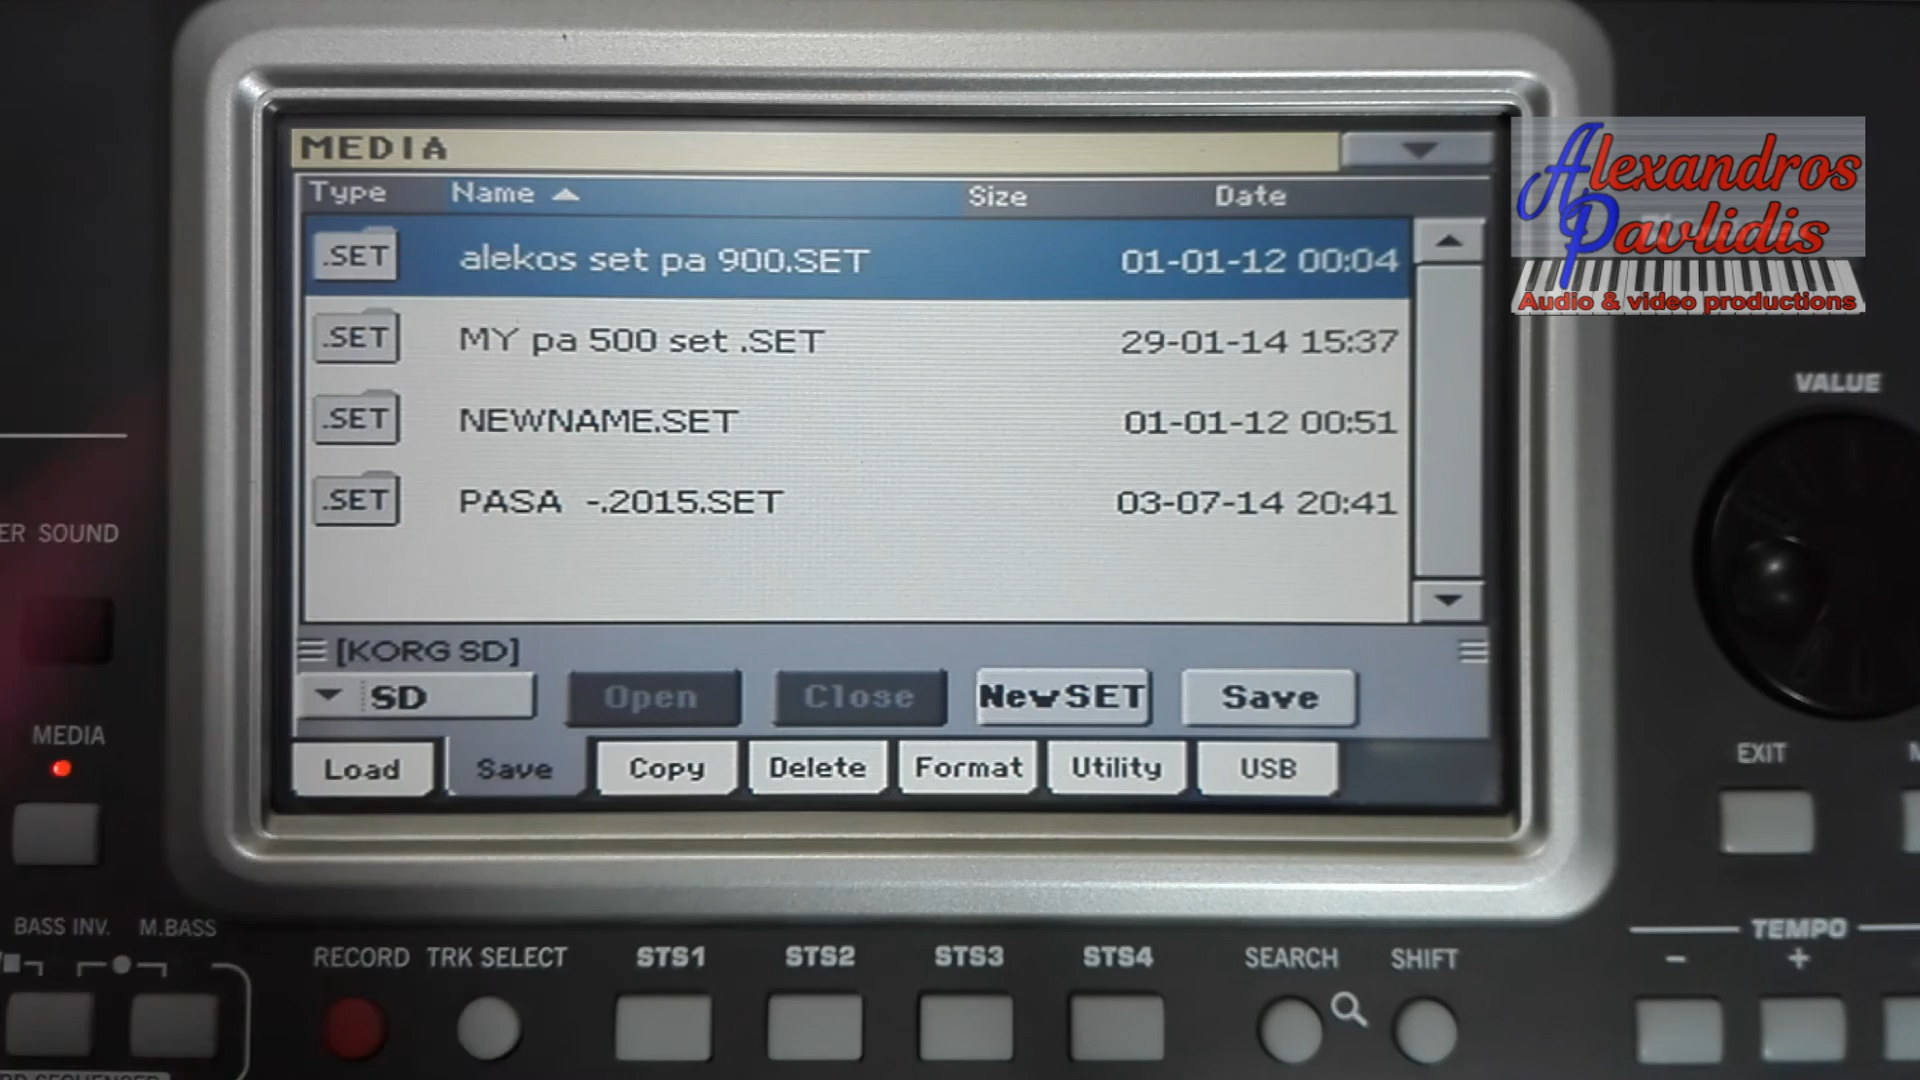 MEDIA
Type Name Size Date
.SET alekos set pa 900.SET 01-01-12 00:04
.SET MY pa 500 set .SET 29-01-14 15:37
.SET NEWNAME.SET 01-01-12 00:51
.SET PASA -.2015.SET 03-07-14 20:41
[KORG SD]
SD Open Close New SET Save
Load Save Copy Delete Format Utility USB
Alexandros
Pavlidis
Audio & video productions
VALUE
SOUND
MEDIA
EXIT
BASS INV. M.BASS
RECORD TRK SELECT STS1 STS2 STS3 STS4 SEARCH SHIFT
TEMPO
- +